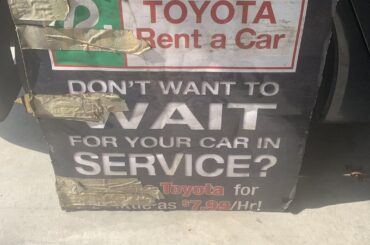 TOYOTA
Rent a Car
DON'T WANT TO
WAIT
FOR YOUR CAR IN
SERVICE?
Toyota for
as $7.99/Hr!